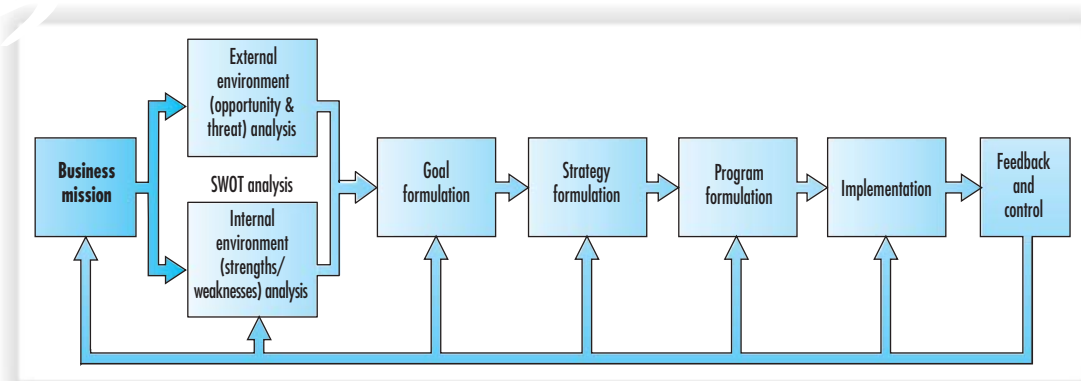 Business
mission
External
environment
(opportunity &
threat) analysis
SWOT analysis
Internal
environment
(strengths/
weaknesses) analysis
Goal
formulation
Strategy
formulation
Program
formulation
Implementation
Feedback
and
control